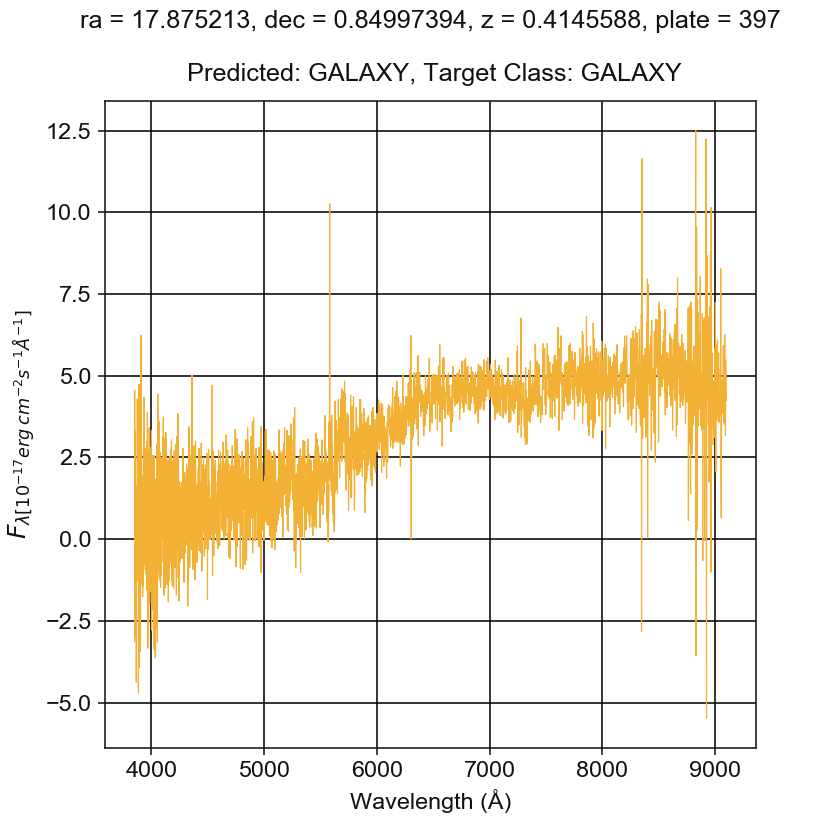 ra = 17.875213, dec = 0.84997394, z = 0.4145588, plate = 397
Predicted: GALAXY, Target Class: GALAXY
12.5
10.0
7.5
5.0
2.5
0.0
−2.5
−5.0
F_{λ[10^{−17} erg cm^{−2} s^{−1} Å^{−1}]}
4000 5000 6000 7000 8000 9000
Wavelength (Å)